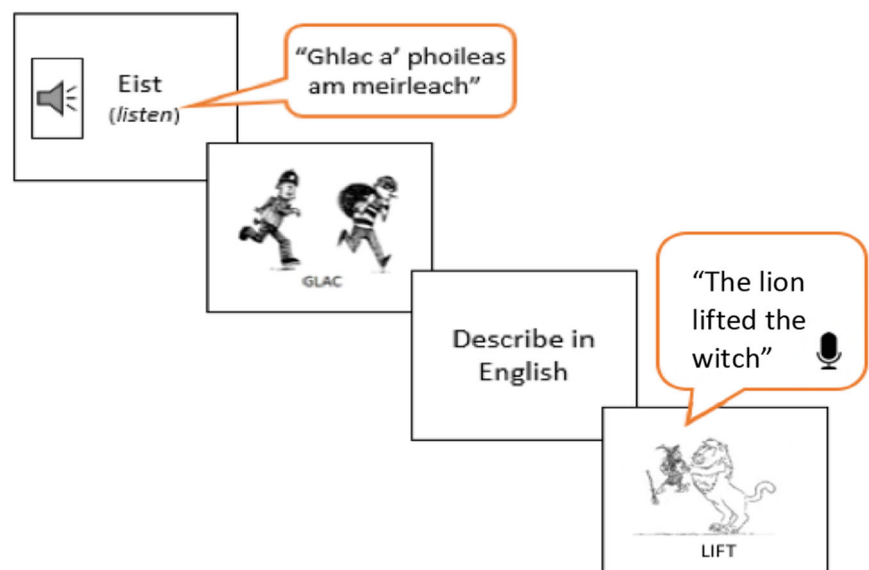 Eist
(listen)
“Ghlac a’ phoileas
am meirleach”
GLAC
Describe in
English
“The lion
lifted the
witch”
LIFT